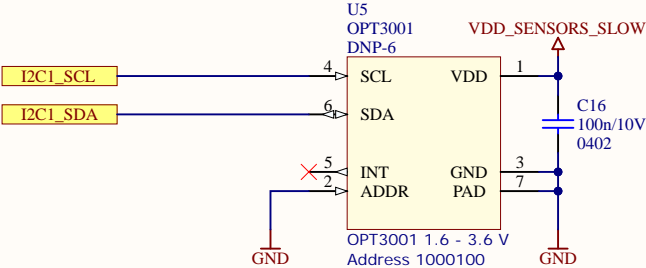 U5
OPT3001
DNP-6
VDD_SENSORS_SLOW
I2C1_SCL
4
SCL
VDD
1
I2C1_SDA
6
SDA
C16
100n/10V
0402
5
INT
GND
3
2
ADDR
PAD
7
OPT3001 1.6 - 3.6 V
Address 1000100
GND
GND